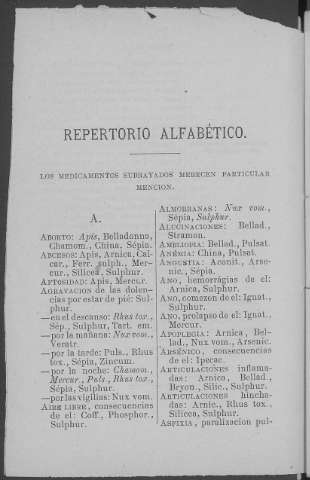 REPERTORIO ALFABÉTICO.
LOS MEDICAMENTOS SUBRAYADOS MERECEN PARTICULAR
MENCION.
A.
ABORTO: Apis, Belladonna,
Chamom., China, Sépia.
ABCESOS: Apis, Arnica, Cal-
car., Ferr. sulph., Mer-
cur., Silicea, Sulphur.
AFTOSIDAD: Apis, Mercur.
AGRAVACION de las dolen-
cias por estar de pié: Sul-
phur.
—en el descanso: Rhus tox.,
Sép., Sulphur, Tart. em.
—por la mañana: Nux vom.,
Veratr.
—por la tarde: Puls., Rhus
tox., Sépia, Zincum.
—por la noche: Chamom.,
Mercur., Puls., Rhus tox.,
Sépia, Sulphur.
—por las vigilias: Nux vom.
AIRE LIBRE, consecuencias
de el: Coff., Phosphor.,
Sulphur.
ALMORRANAS: Nux vom.,
Sépia, Sulphur.
ALUCINACIONES: Bellad.,
Stramon.
AMBLIOPIA: Bellad., Pulsat.
ANÉMIA: China, Pulsat.
ANGUSTIA: Aconit., Arse-
nic., Sépia.
ANO, hemorrágias de el:
Arnica, Sulphur.
ANO, comezon de el: Ignat.,
Sulphur.
ANO, prolapso de el: Ignat.,
Mercur.
APOPLEGIA: Arnica, Bel-
lad., Nux vom., Arsenic.
ARSÉNICO, consecuencias
de el: Ipecac.
ARTICULACIONES inflama-
das: Arnica, Bellad.,
Bryon., Silic., Sulphur.
ARTICULACIONES hincha-
das: Arnic., Rhus tox.,
Silicea, Sulphur.
ASFIXIA, paralizacion pul-